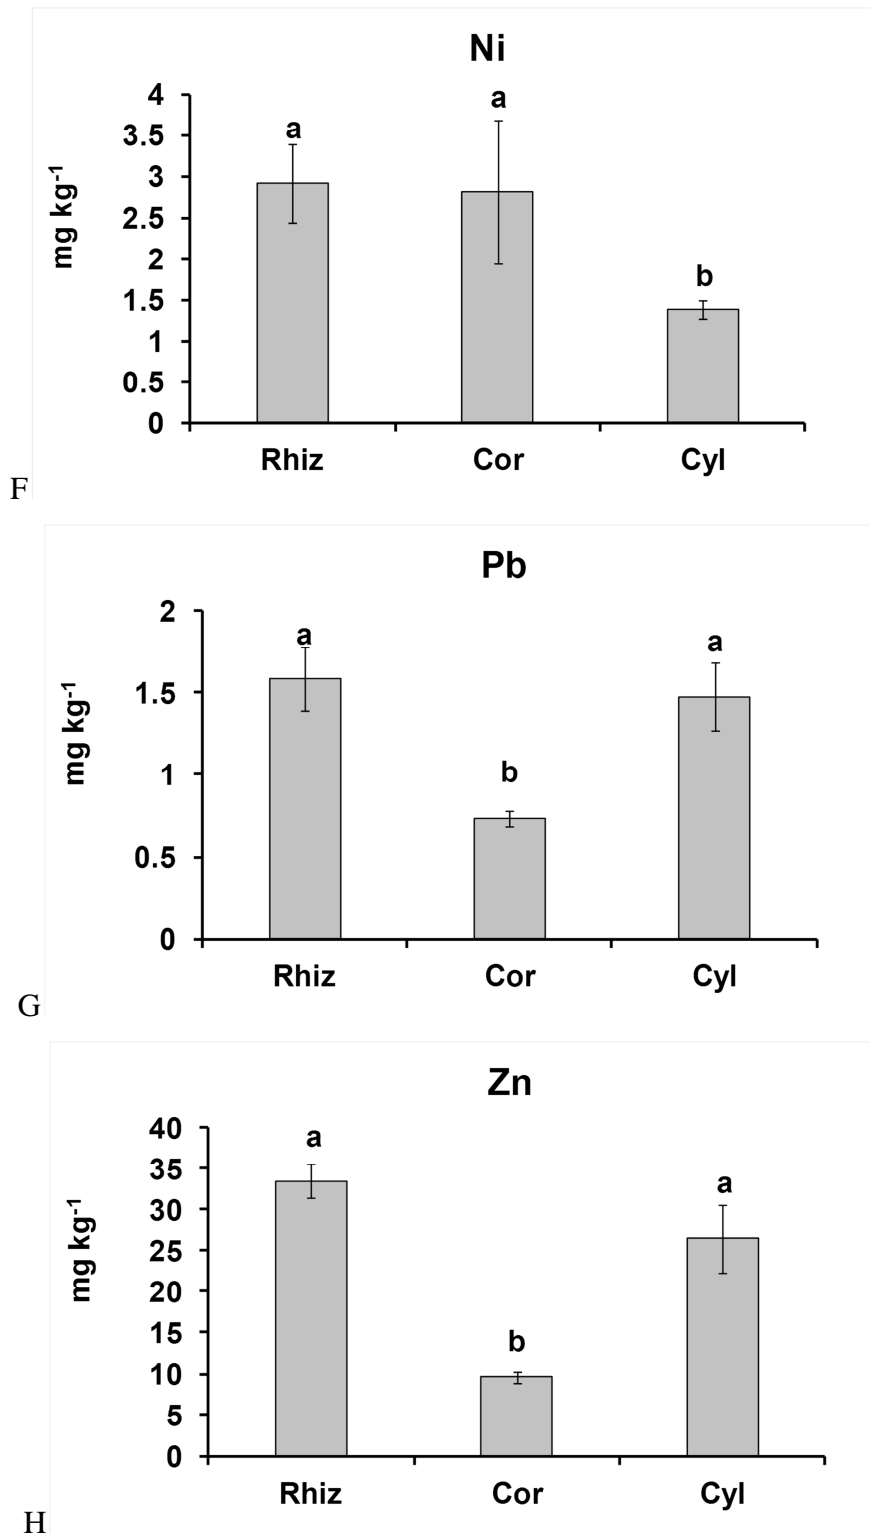 Ni
4
3.5
3
2.5
2
1.5
1
0.5
0
mg kg-1
a
a
b
Rhiz Cor Cyl
F
Pb
2
1.5
1
0.5
0
mg kg-1
a
b
a
Rhiz Cor Cyl
G
Zn
40
35
30
25
20
15
10
5
0
mg kg-1
a
b
a
Rhiz Cor Cyl
H